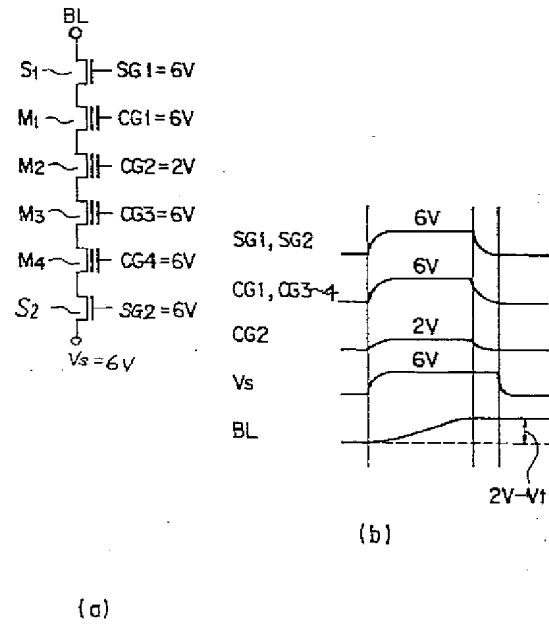 BL
S1 SG1=6V
M1 CG1=6V
M2 CG2=2V
M3 CG3=6V
M4 CG4=6V
S2 SG2=6V
Vs=6V
(a)
SG1, SG2 6V
CG1, CG3~4 6V
CG2 2V
Vs 6V
BL
2V-Vt
(b)